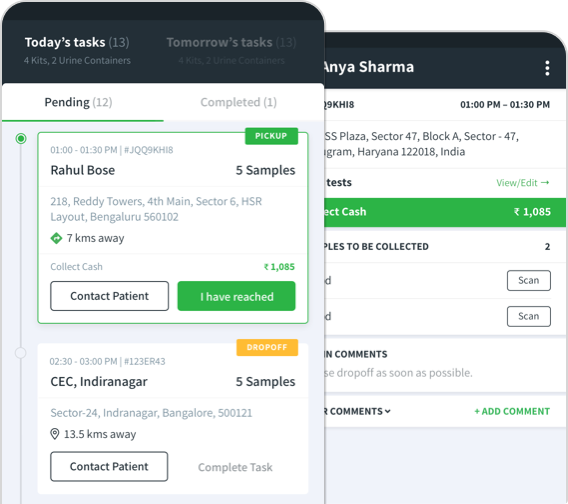 Today's tasks (13)
Tomorrow's tasks (13)
4 Kits, 2 Urine Containers
4 Kits, 2 Urine Containers
Pending (12)
Completed (1)
PICKUP
01:00 - 01:30 PM | #JQQ9KHI8
Rahul Bose
5 Samples
218, Reddy Towers, 4th Main, Sector 6, HSR
Layout, Bengaluru 560102
7 kms away
Collect Cash
₹ 1,085
Contact Patient
I have reached
DROPOFF
02:30 - 03:00 PM | #123ER43
CEC, Indiranagar
5 Samples
Sector-24, Indranagar, Bangalore, 500121
13.5 kms away
Contact Patient
Complete Task
Anya Sharma
Q9KHI8
01:00 PM – 01:30 PM
SS Plaza, Sector 47, Block A, Sector - 47,
ugram, Haryana 122018, India
tests
View/Edit →
ect Cash
₹ 1,085
PLES TO BE COLLECTED
2
d
Scan
d
Scan
IN COMMENTS
se dropoff as soon as possible.
R COMMENTS
+ ADD COMMENT